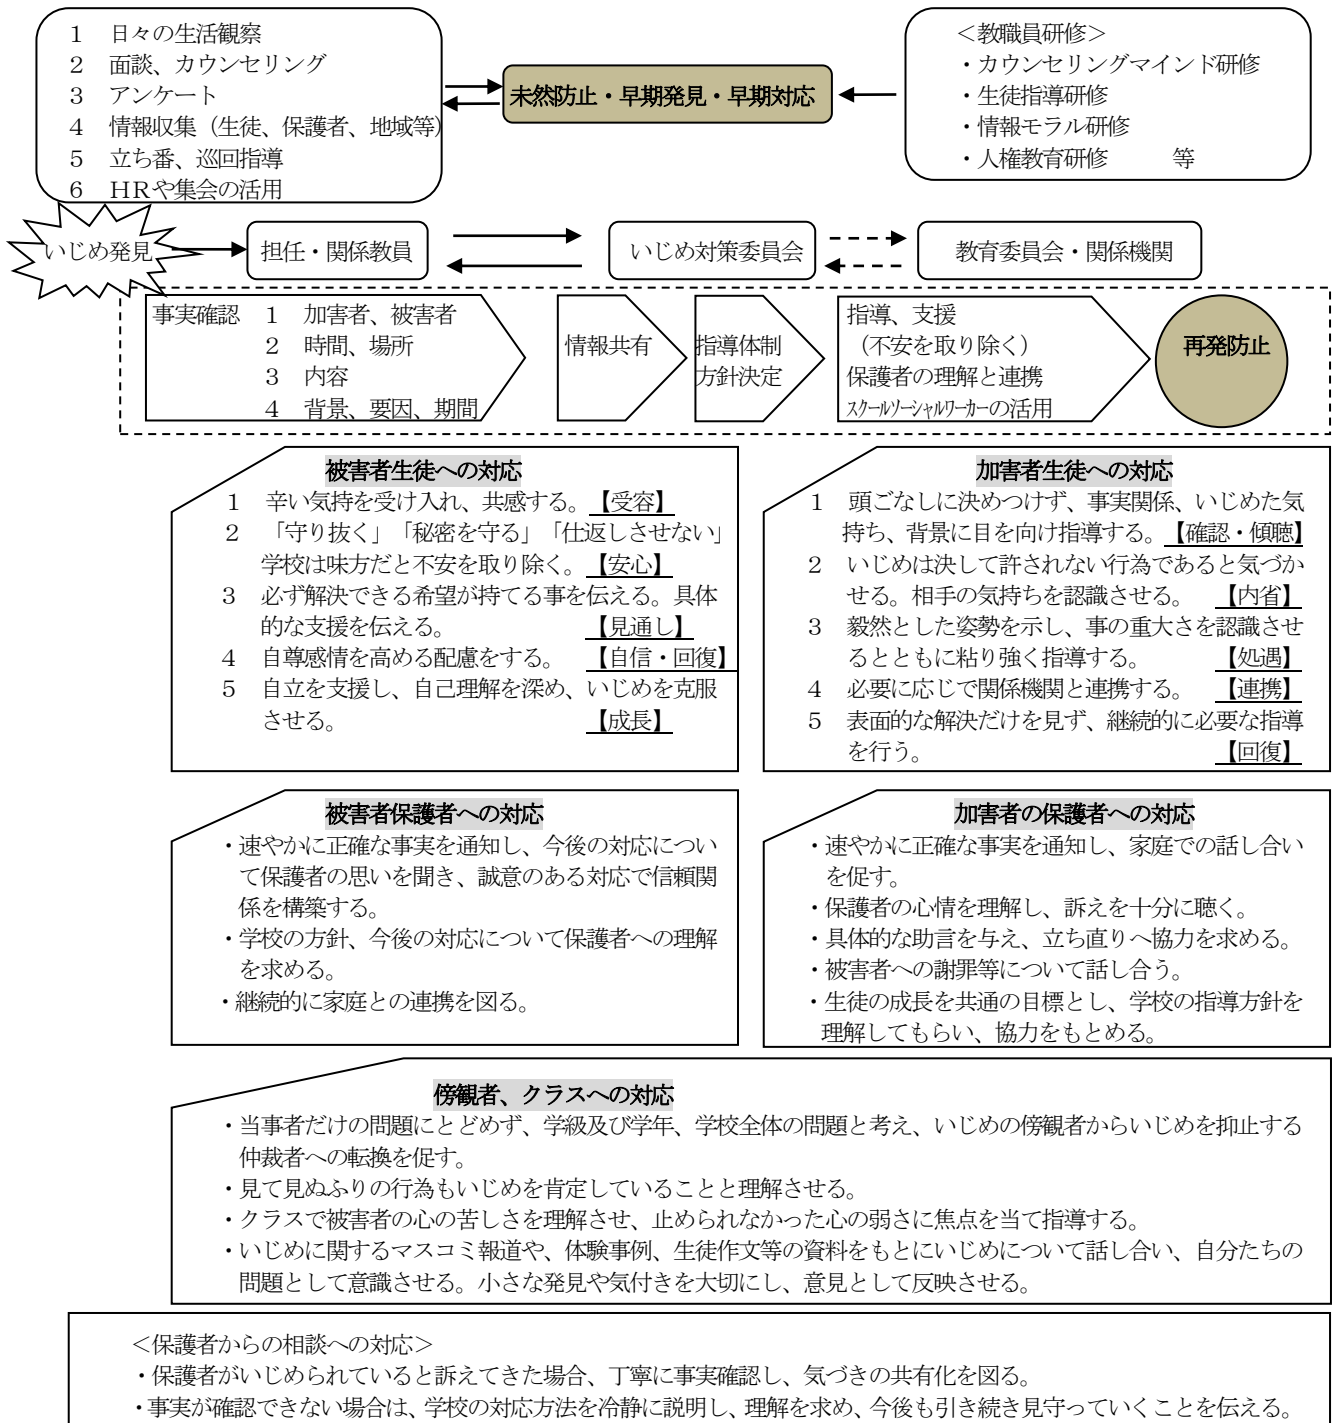 1 日々の生活観察
2 面談、カウンセリング
3 アンケート
4 情報収集(生徒、保護者、地域等)
5 立ち番、巡回指導
6 HRや集会の活用
未然防止・早期発見・早期対応
<教職員研修>
・カウンセリングマインド研修
・生徒指導研修
・情報モラル研修
・人権教育研修 等
いじめ発見
担任・関係教員
いじめ対策委員会
教育委員会・関係機関
事実確認 1 加害者、被害者
2 時間、場所
3 内容
4 背景、要因、期間
情報共有
指導体制
方針決定
指導、支援
(不安を取り除く)
保護者の理解と連携
スクールソーシャルワーカーの活用
再発防止
被害者生徒への対応
1 辛い気持を受け入れ、共感する。【受容】
2 「守り抜く」「秘密を守る」「仕返しさせない」
学校は味方だと不安を取り除く。【安心】
3 必ず解決できる希望が持てる事を伝える。具体
的な支援を伝える。 【見通し】
4 自尊感情を高める配慮をする。 【自信・回復】
5 自立を支援し、自己理解を深め、いじめを克服
させる。 【成長】
加害者生徒への対応
1 頭ごなしに決めつけず、事実関係、いじめた気
持ち、背景に目を向け指導する。【確認・傾聴】
2 いじめは決して許されない行為であると気づか
せる。相手の気持ちを認識させる。 【内省】
3 毅然とした姿勢を示し、事の重大さを認識させ
るとともに粘り強く指導する。 【処遇】
4 必要に応じで関係機関と連携する。 【連携】
5 表面的な解決だけを見ず、継続的に必要な指導
を行う。 【回復】
被害者保護者への対応
・速やかに正確な事実を通知し、今後の対応につい
て保護者の思いを聞き、誠意のある対応で信頼関
係を構築する。
・学校の方針、今後の対応について保護者への理解
を求める。
・継続的に家庭との連携を図る。
加害者の保護者への対応
・速やかに正確な事実を通知し、家庭での話し合い
を促す。
・保護者の心情を理解し、訴えを十分に聴く。
・具体的な助言を与え、立ち直りへ協力を求める。
・被害者への謝罪等について話し合う。
・生徒の成長を共通の目標とし、学校の指導方針を
理解してもらい、協力をもとめる。
傍観者、クラスへの対応
・当事者だけの問題にとどめず、学級及び学年、学校全体の問題と考え、いじめの傍観者からいじめを抑止する
仲裁者への転換を促す。
・見て見ぬふりの行為もいじめを肯定していることと理解させる。
・クラスで被害者の心の苦しさを理解させ、止められなかった心の弱さに焦点を当て指導する。
・いじめに関するマスコミ報道や、体験事例、生徒作文等の資料をもとにいじめについて話し合い、自分たちの
問題として意識させる。小さな発見や気付きを大切にし、意見として反映させる。
<保護者からの相談への対応>
・保護者がいじめられていると訴えてきた場合、丁寧に事実確認し、気づきの共有化を図る。
・事実が確認できない場合は、学校の対応方法を冷静に説明し、理解を求め、今後も引き続き見守っていくことを伝える。